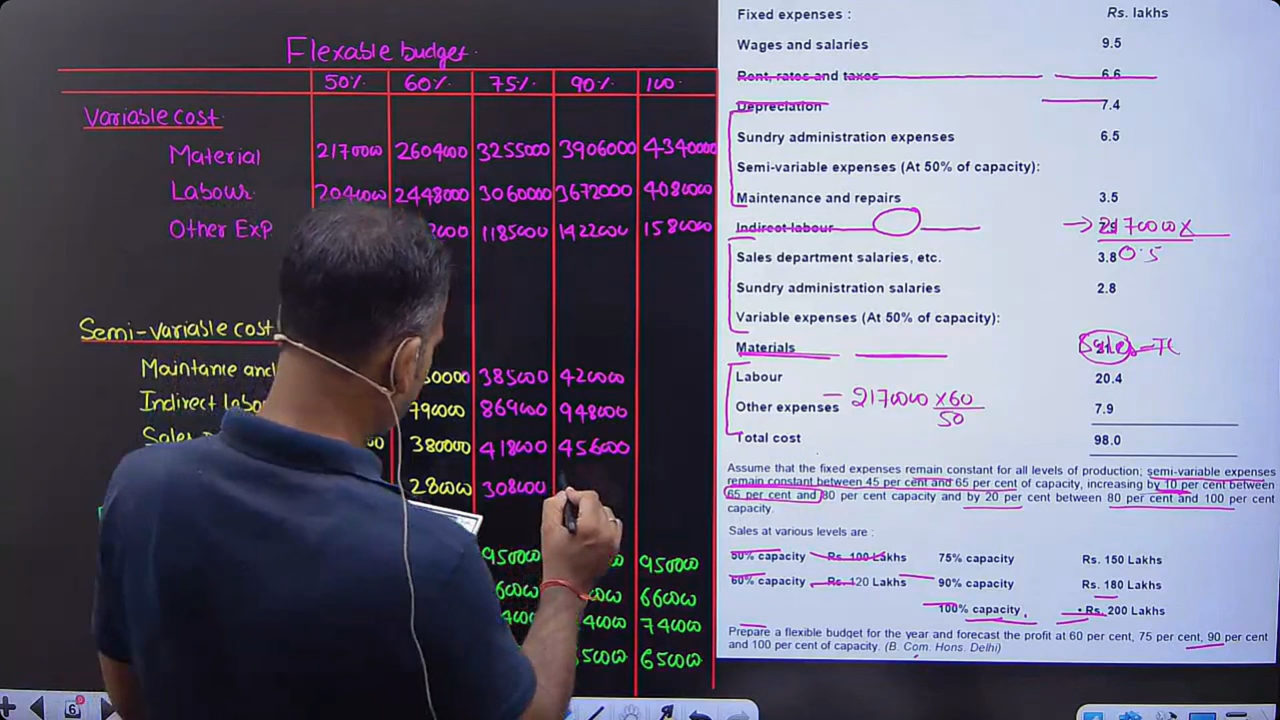 Flexable budget
50% 60% 75% 90% 100
Variable cost
Material 2170000 2604000 3255000 3906000 4340000
Labour 2040000 2448000 3060000 3672000 4080000
Other Exp 1185000 1422000 1580000
Semi-variable cost
Maintanie and 385000 420000
Indirect 790000 869000 948000
Sales 380000 418000 456000
280000 308000
950000 950000
660000
740000
650000
Fixed expenses : Rs. lakhs
Wages and salaries 9.5
Rent, rates and taxes 6.6
Depreciation 7.4
Sundry administration expenses 6.5
Semi-variable expenses (At 50% of capacity):
Maintenance and repairs 3.5
Indirect labour
2170000 X
Sales department salaries, etc. 3.8
0.5
Sundry administration salaries 2.8
Variable expenses (At 50% of capacity):
Materials
Labour 20.4
Other expenses 7.9
2170000 X 60
50
Total cost 98.0
Assume that the fixed expenses remain constant for all levels of production; semi-variable expenses
remain constant between 45 per cent and 65 per cent of capacity, increasing by 10 per cent between
65 per cent and 80 per cent capacity and by 20 per cent between 80 per cent and 100 per cent
capacity.
Sales at various levels are :
50% capacity Rs. 100 Lakhs 75% capacity Rs. 150 Lakhs
60% capacity Rs. 120 Lakhs 90% capacity Rs. 180 Lakhs
100% capacity Rs. 200 Lakhs
Prepare a flexible budget for the year and forecast the profit at 60 per cent, 75 per cent, 90 per cent
and 100 per cent of capacity. (B. Com. Hons. Delhi)
6